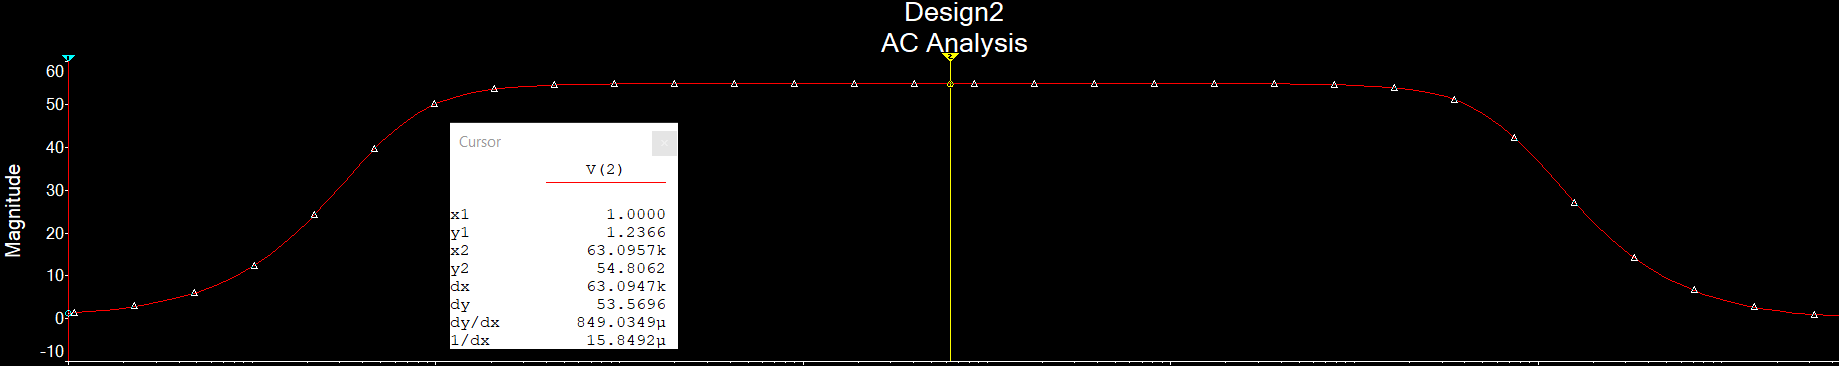 Design2
AC Analysis
Magnitude
60
50
40
30
20
10
0
-10
Cursor
V(2)
x1 1.0000
y1 1.2366
x2 63.0957k
y2 54.8062
dx 63.0947k
dy 53.5696
dy/dx 849.0349µ
1/dx 15.8492µ